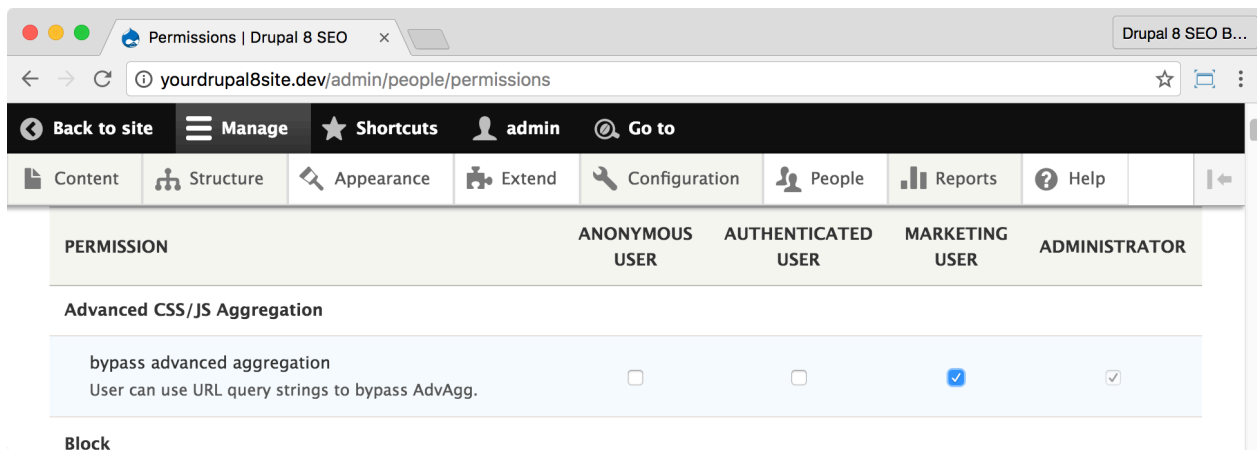 Permissions | Drupal 8 SEO
Drupal 8 SEO B...
yourdrupal8site.dev/admin/people/permissions
Back to site Manage Shortcuts admin Go to
Content Structure Appearance Extend Configuration People Reports Help
PERMISSION ANONYMOUS USER AUTHENTICATED USER MARKETING USER ADMINISTRATOR
Advanced CSS/JS Aggregation
bypass advanced aggregation
User can use URL query strings to bypass AdvAgg.
Block